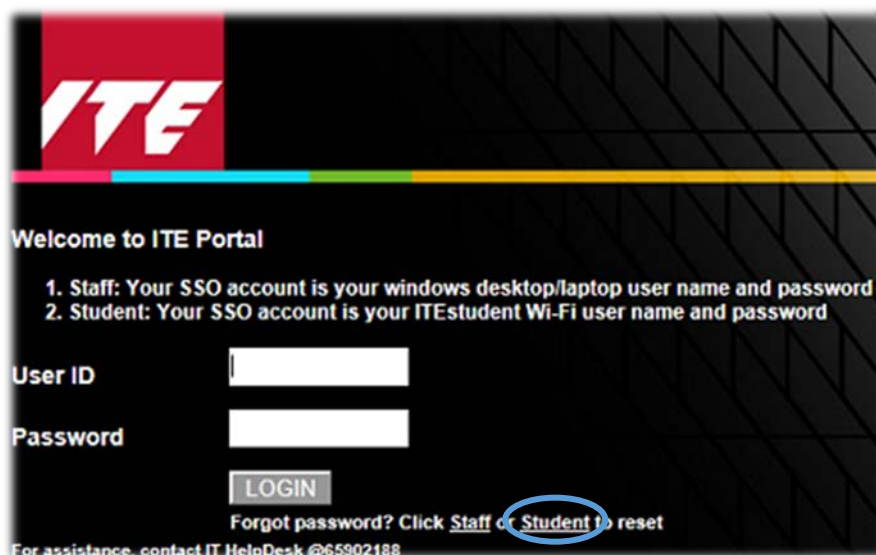 ITE
Welcome to ITE Portal
1. Staff: Your SSO account is your windows desktop/laptop user name and password
2. Student: Your SSO account is your ITEstudent Wi-Fi user name and password
User ID
Password
LOGIN
Forgot password? Click Staff or Student to reset
For assistance, contact IT HelpDesk @65902188